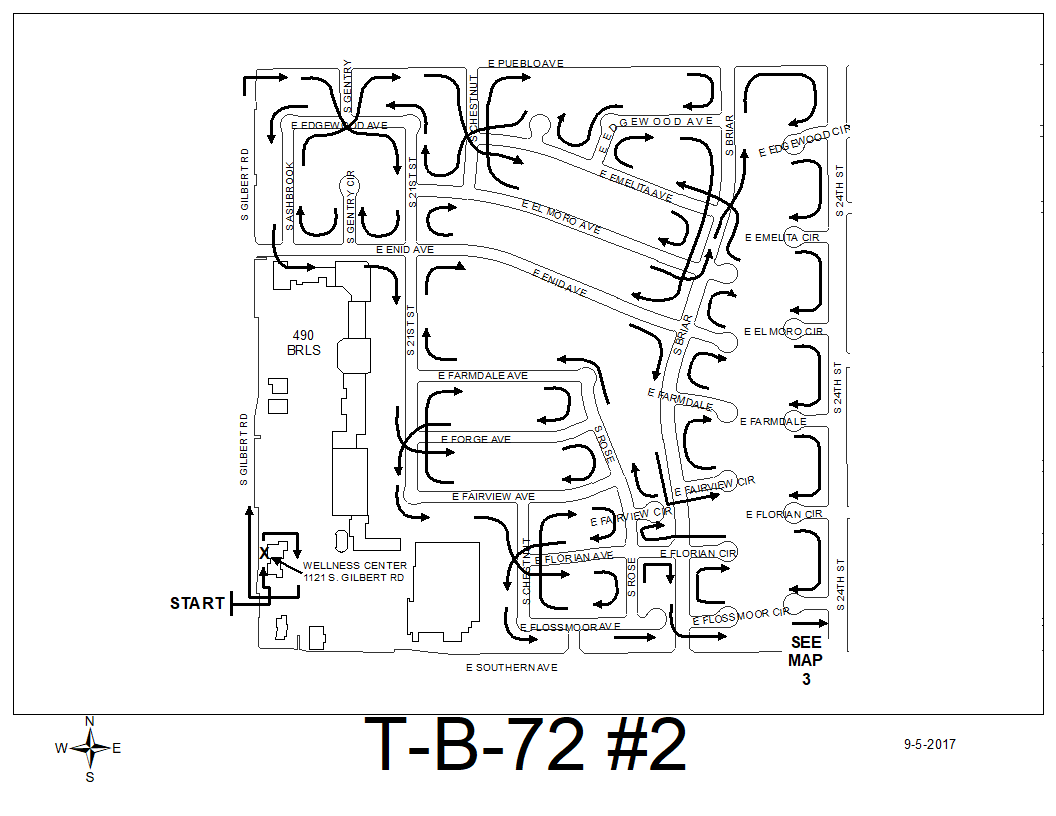 E PUEBLO AVE
S GENTRY
S CHESTNUT
E EDGEWOOD AVE
E EDGEWOOD AVE
S BRIAR
E EDGEWOOD CIR
S GILBERT RD
S ASHBROOK
S GENTRY CIR
S 21ST ST
E EMELITA AVE
S 24TH ST
E EL MORO AVE
E EMELITA CIR
E ENID AVE
E ENID AVE
490
BRLS
S 21ST ST
S BRIAR
E EL MORO CIR
E FARMDALE AVE
E FARMDALE
S 24TH ST
E FARMDALE
S GILBERT RD
E FORGE AVE
S ROSE
E FAIRVIEW AVE
E FAIRVIEW CIR
E FAIRVIEW CIR
E FLORIAN CIR
X
WELLNESS CENTER
1121 S. GILBERT RD
S CHESTNUT
E FLORIAN AVE
E FLORIAN CIR
S ROSE
S 24TH ST
START
E FLOSSMOOR AVE
E FLOSSMOOR CIR
SEE
MAP
3
E SOUTHERN AVE
N
W
E
S
T-B-72 #2
9-5-2017